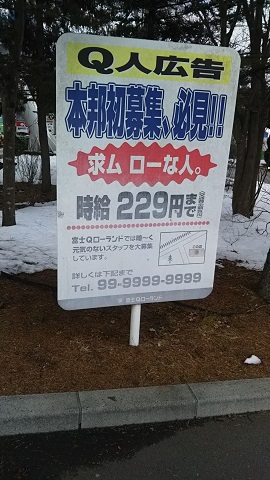 Q人広告
本邦初募集、必見!!
求ム ローな人。
時給 229円まで
富士Qローランドでは暗～く
元気のないスタッフを大募集
しています。
詳しくは下記まで
Tel. 99-9999-9999
富士Qローランド